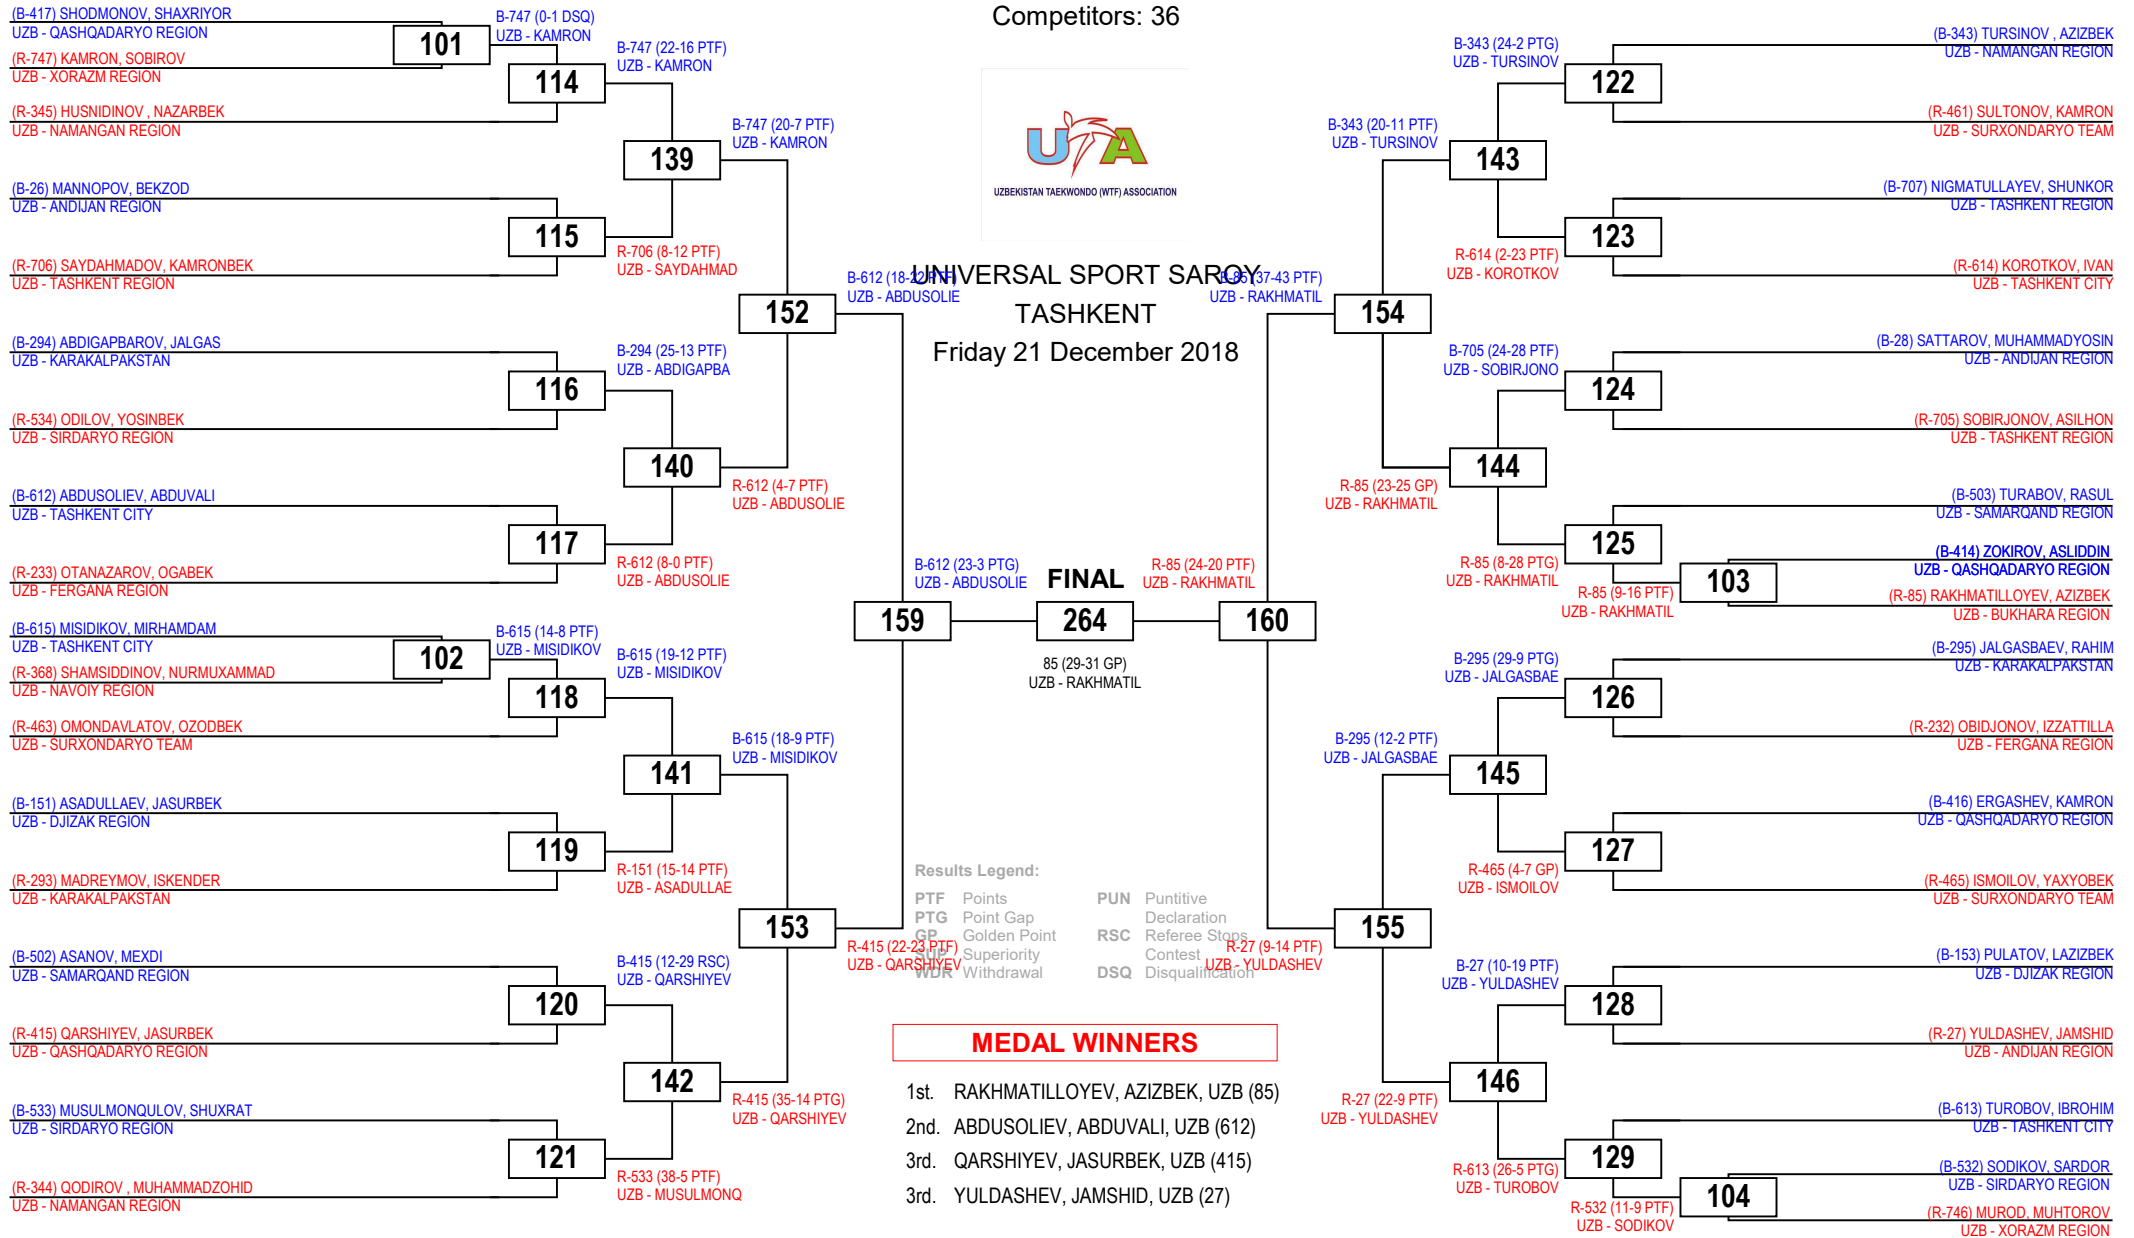 Competitors: 36
UTA
UZBEKISTAN TAEKWONDO (WTF) ASSOCIATION
UNIVERSAL SPORT SAROY
TASHKENT
Friday 21 December 2018
(B-417) SHODMONOV, SHAXRIYOR
UZB - QASHQADARYO REGION
(R-747) KAMRON, SOBIROV
UZB - XORAZM REGION
101
B-747 (0-1 DSQ)
UZB - KAMRON
(R-345) HUSNIDINOV , NAZARBEK
UZB - NAMANGAN REGION
114
B-747 (22-16 PTF)
UZB - KAMRON
(B-26) MANNOPOV, BEKZOD
UZB - ANDIJAN REGION
(R-706) SAYDAHMADOV, KAMRONBEK
UZB - TASHKENT REGION
115
R-706 (8-12 PTF)
UZB - SAYDAHMAD
139
B-747 (20-7 PTF)
UZB - KAMRON
(B-294) ABDIGAPBAROV, JALGAS
UZB - KARAKALPAKSTAN
(R-534) ODILOV, YOSINBEK
UZB - SIRDARYO REGION
116
B-294 (25-13 PTF)
UZB - ABDIGAPBA
(B-612) ABDUSOLIEV, ABDUVALI
UZB - TASHKENT CITY
(R-233) OTANAZAROV, OGABEK
UZB - FERGANA REGION
117
R-612 (8-0 PTF)
UZB - ABDUSOLIE
140
R-612 (4-7 PTF)
UZB - ABDUSOLIE
152
B-612 (18-22 PTF)
UZB - ABDUSOLIE
(B-615) MISIDIKOV, MIRHAMDAM
UZB - TASHKENT CITY
(R-368) SHAMSIDDINOV, NURMUXAMMAD
UZB - NAVOIY REGION
102
B-615 (14-8 PTF)
UZB - MISIDIKOV
(R-463) OMONDAVLATOV, OZODBEK
UZB - SURXONDARYO TEAM
118
B-615 (19-12 PTF)
UZB - MISIDIKOV
(B-151) ASADULLAEV, JASURBEK
UZB - DJIZAK REGION
(R-293) MADREYMOV, ISKENDER
UZB - KARAKALPAKSTAN
119
R-151 (15-14 PTF)
UZB - ASADULLAE
141
B-615 (18-9 PTF)
UZB - MISIDIKOV
(B-502) ASANOV, MEXDI
UZB - SAMARQAND REGION
(R-415) QARSHIYEV, JASURBEK
UZB - QASHQADARYO REGION
120
B-415 (12-29 RSC)
UZB - QARSHIYEV
(B-533) MUSULMONQULOV, SHUXRAT
UZB - SIRDARYO REGION
(R-344) QODIROV , MUHAMMADZOHID
UZB - NAMANGAN REGION
121
R-533 (38-5 PTF)
UZB - MUSULMONQ
142
R-415 (35-14 PTG)
UZB - QARSHIYEV
153
R-415 (22-23 PTF)
UZB - QARSHIYEV
159
B-612 (23-3 PTG)
UZB - ABDUSOLIE
FINAL
264
85 (29-31 GP)
UZB - RAKHMATIL
R-85 (24-20 PTF)
UZB - RAKHMATIL
160
(B-343) TURSINOV , AZIZBEK
UZB - NAMANGAN REGION
(R-461) SULTONOV, KAMRON
UZB - SURXONDARYO TEAM
122
B-343 (24-2 PTG)
UZB - TURSINOV
(B-707) NIGMATULLAYEV, SHUNKOR
UZB - TASHKENT REGION
(R-614) KOROTKOV, IVAN
UZB - TASHKENT CITY
123
R-614 (2-23 PTF)
UZB - KOROTKOV
143
B-343 (20-11 PTF)
UZB - TURSINOV
(B-28) SATTAROV, MUHAMMADYOSIN
UZB - ANDIJAN REGION
(R-705) SOBIRJONOV, ASILHON
UZB - TASHKENT REGION
124
B-705 (24-28 PTF)
UZB - SOBIRJONO
(B-503) TURABOV, RASUL
UZB - SAMARQAND REGION
(B-414) ZOKIROV, ASLIDDIN
UZB - QASHQADARYO REGION
(R-85) RAKHMATILLOYEV, AZIZBEK
UZB - BUKHARA REGION
103
R-85 (9-16 PTF)
UZB - RAKHMATIL
125
R-85 (8-28 PTG)
UZB - RAKHMATIL
144
R-85 (23-25 GP)
UZB - RAKHMATIL
154
B-85 (37-43 PTF)
UZB - RAKHMATIL
(B-295) JALGASBAEV, RAHIM
UZB - KARAKALPAKSTAN
(R-232) OBIDJONOV, IZZATTILLA
UZB - FERGANA REGION
126
B-295 (29-9 PTG)
UZB - JALGASBAE
(B-416) ERGASHEV, KAMRON
UZB - QASHQADARYO REGION
(R-465) ISMOILOV, YAXYOBEK
UZB - SURXONDARYO TEAM
127
R-465 (4-7 GP)
UZB - ISMOILOV
145
B-295 (12-2 PTF)
UZB - JALGASBAE
(B-153) PULATOV, LAZIZBEK
UZB - DJIZAK REGION
(R-27) YULDASHEV, JAMSHID
UZB - ANDIJAN REGION
128
B-27 (10-19 PTF)
UZB - YULDASHEV
(B-613) TUROBOV, IBROHIM
UZB - TASHKENT CITY
(B-532) SODIKOV, SARDOR
UZB - SIRDARYO REGION
(R-746) MUROD, MUHTOROV
UZB - XORAZM REGION
104
R-532 (11-9 PTF)
UZB - SODIKOV
129
R-613 (26-5 PTG)
UZB - TUROBOV
146
R-27 (22-9 PTF)
UZB - YULDASHEV
155
R-27 (9-14 PTF)
UZB - YULDASHEV
Results Legend:
PTF Points
PTG Point Gap
GP Golden Point
SUP Superiority
WDR Withdrawal
PUN Puntitive
Declaration
RSC Referee Stops
Contest
DSQ Disqualification
MEDAL WINNERS
1st. RAKHMATILLOYEV, AZIZBEK, UZB (85)
2nd. ABDUSOLIEV, ABDUVALI, UZB (612)
3rd. QARSHIYEV, JASURBEK, UZB (415)
3rd. YULDASHEV, JAMSHID, UZB (27)